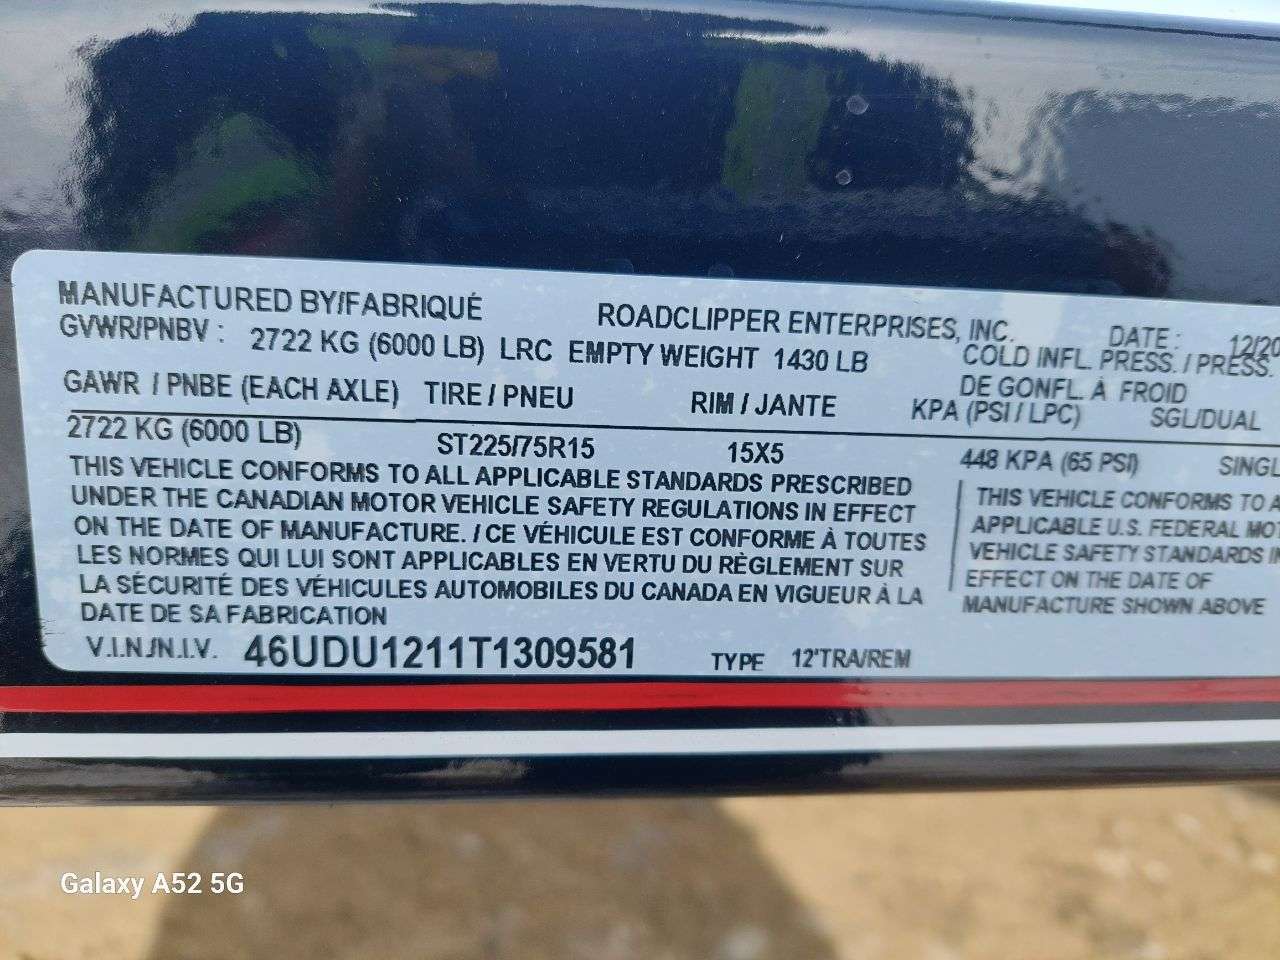 MANUFACTURED BY/FABRIQUÉ ROADCLIPPER ENTERPRISES, INC. DATE : 12/20
GVWR/PNBV : 2722 KG (6000 LB) LRC EMPTY WEIGHT 1430 LB COLD INFL. PRESS. / PRESS.
DE GONFL. À FROID
GAWR / PNBE (EACH AXLE) TIRE / PNEU RIM / JANTE KPA (PSI / LPC) SGL/DUAL
2722 KG (6000 LB) ST225/75R15 15X5 448 KPA (65 PSI) SINGL
THIS VEHICLE CONFORMS TO ALL APPLICABLE STANDARDS PRESCRIBED
UNDER THE CANADIAN MOTOR VEHICLE SAFETY REGULATIONS IN EFFECT
ON THE DATE OF MANUFACTURE. / CE VÉHICULE EST CONFORME À TOUTES
LES NORMES QUI LUI SONT APPLICABLES EN VERTU DU RÈGLEMENT SUR
LA SÉCURITÉ DES VÉHICULES AUTOMOBILES DU CANADA EN VIGUEUR À LA
DATE DE SA FABRICATION
THIS VEHICLE CONFORMS TO A
APPLICABLE U.S. FEDERAL MOT
VEHICLE SAFETY STANDARDS IN
EFFECT ON THE DATE OF
MANUFACTURE SHOWN ABOVE
V.I.N./N.I.V. 46UDU1211T1309581 TYPE 12'TRA/REM
Galaxy A52 5G